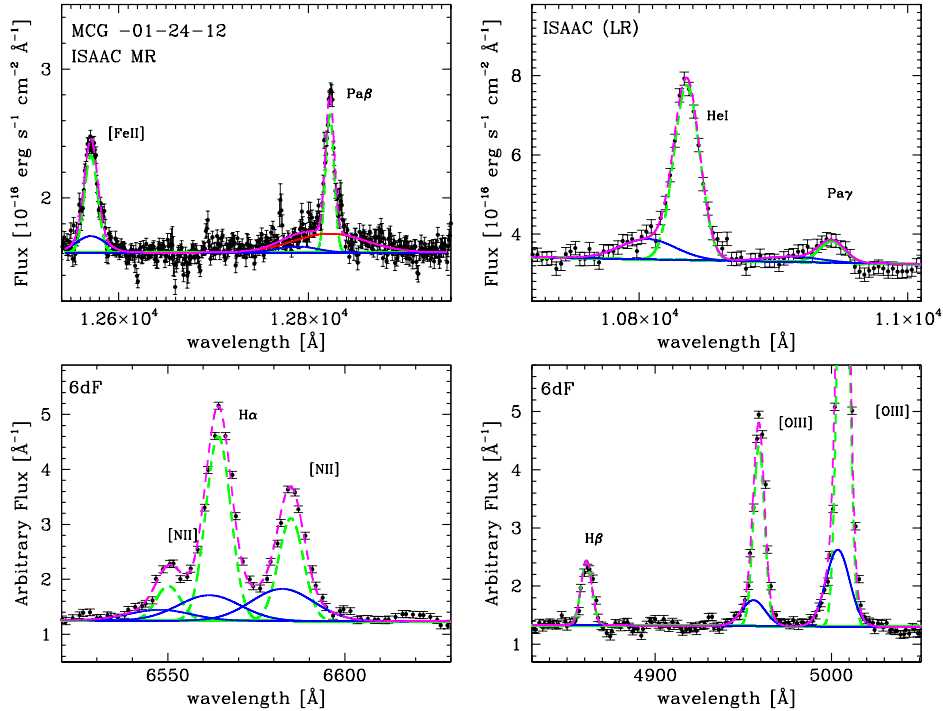 MCG −01−24−12
ISAAC MR
[FeII]
Paβ
3
2
Flux [10⁻¹⁶ erg s⁻¹ cm⁻² Å⁻¹]
1.26×10⁴
1.28×10⁴
wavelength [Å]
ISAAC (LR)
HeI
Paγ
8
6
4
Flux [10⁻¹⁶ erg s⁻¹ cm⁻² Å⁻¹]
1.08×10⁴
1.1×10⁴
wavelength [Å]
6dF
Hα
[NII]
[NII]
5
4
3
2
1
Arbitrary Flux [Å⁻¹]
6550
6600
wavelength [Å]
6dF
[OIII]
[OIII]
Hβ
5
4
3
2
1
Arbitrary Flux [Å⁻¹]
4900
5000
wavelength [Å]